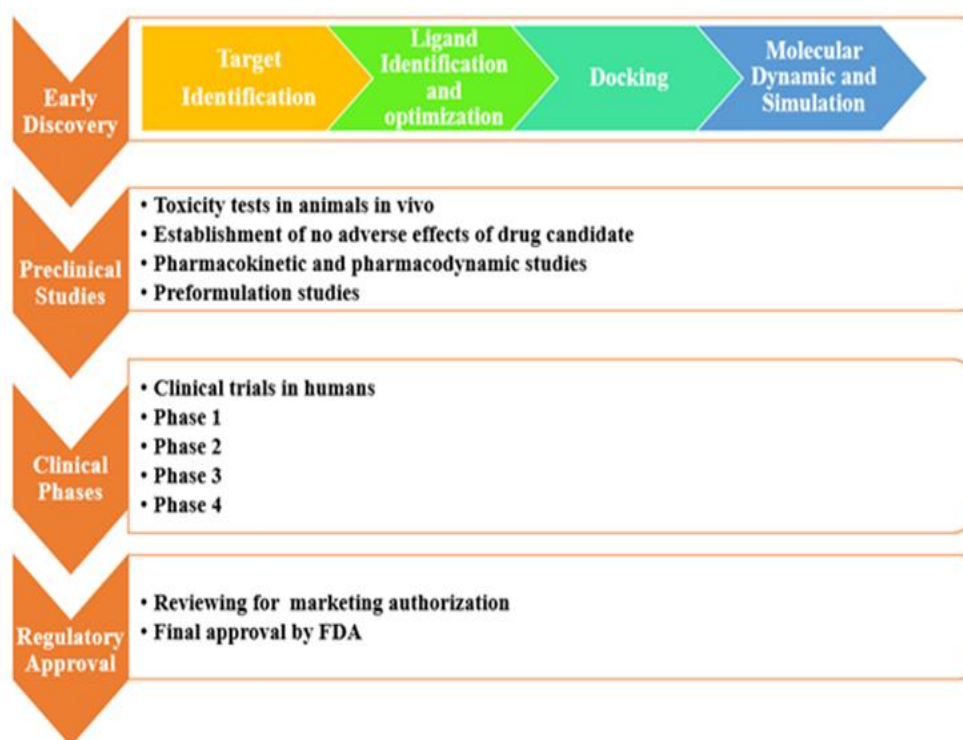 Early
Discovery
Target
Identification
Ligand
Identification
and
optimization
Docking
Molecular
Dynamic and
Simulation
Preclinical
Studies
• Toxicity tests in animals in vivo
• Establishment of no adverse effects of drug candidate
• Pharmacokinetic and pharmacodynamic studies
• Preformulation studies
Clinical
Phases
• Clinical trials in humans
• Phase 1
• Phase 2
• Phase 3
• Phase 4
Regulatory
Approval
• Reviewing for marketing authorization
• Final approval by FDA